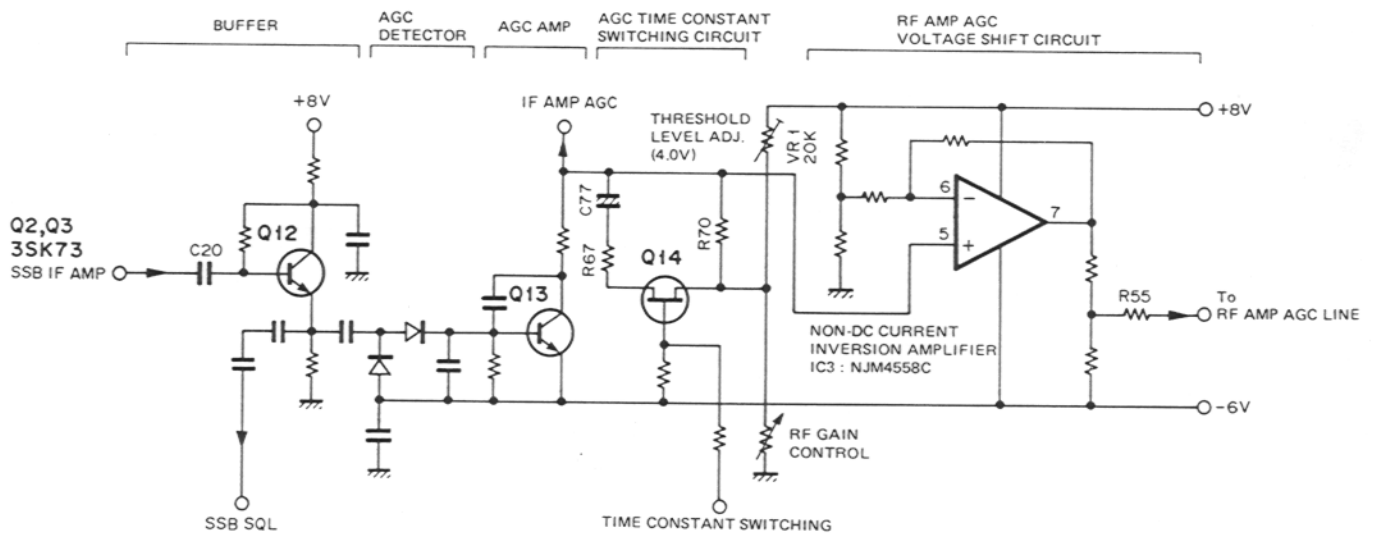 BUFFER
AGC
DETECTOR
AGC AMP
AGC TIME CONSTANT
SWITCHING CIRCUIT
RF AMP AGC
VOLTAGE SHIFT CIRCUIT
+8V
IF AMP AGC
THRESHOLD
LEVEL ADJ.
(4.0V)
VR1
20K
+8V
Q2,Q3
3SK73
SSB IF AMP
C20
Q12
C77
R67
Q14
R70
6
−
5
+
7
Q13
R55
To
RF AMP AGC LINE
NON-DC CURRENT
INVERSION AMPLIFIER
IC3 : NJM4558C
−6V
RF GAIN
CONTROL
SSB SQL
TIME CONSTANT SWITCHING